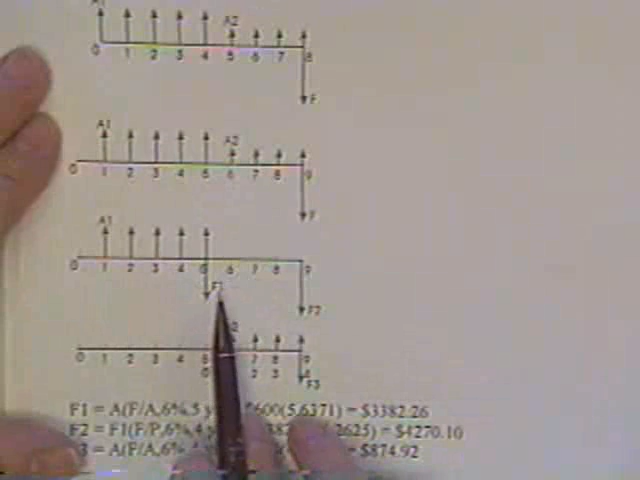 A1
A2
0 1 2 3 4 5 6 7 8
F
A1
A2
0 1 2 3 4 5 6 7 8 9
F
A1
0 1 2 3 4 6 7 8 9
F1
F2
0 1 2 3 4 5 7 8 9
0 2 3
F3
F1 = A(F/A,6%,5 600(5.6371) = $3382.26
F2 = F1(F/P,6%,4 2625) = $4270.10
= A(F/A,6% = $874.92